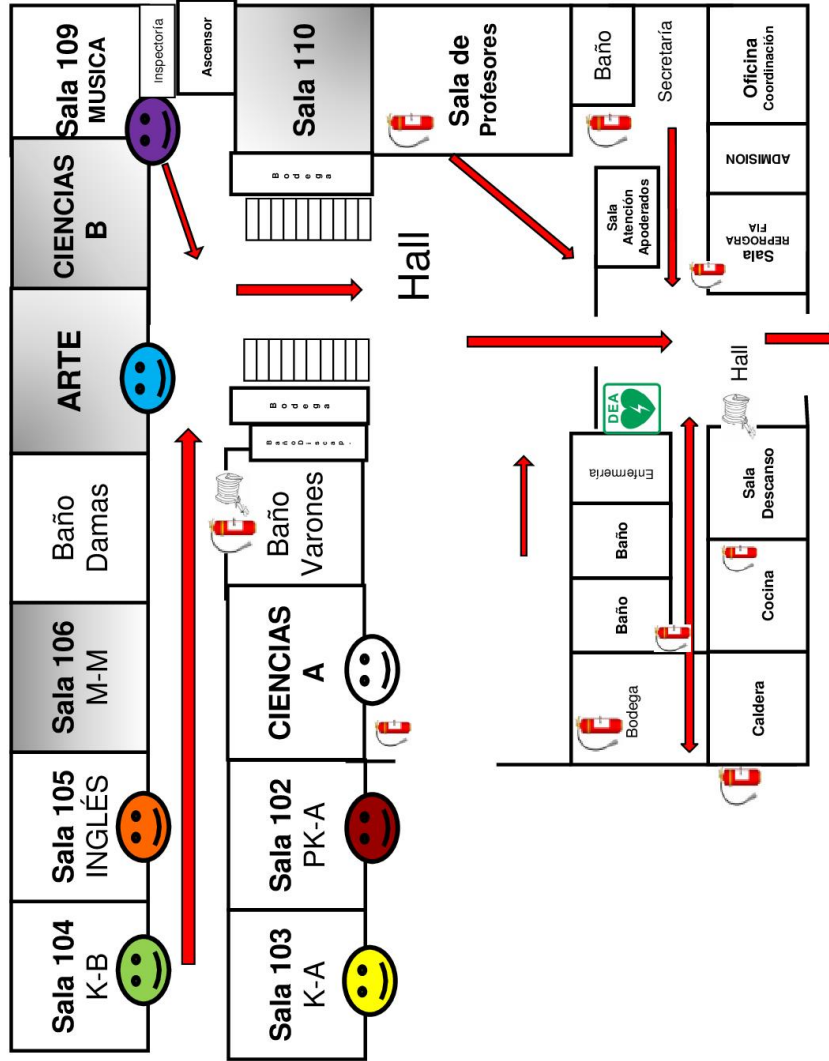 Sala 104
K-B
Sala 105
INGLÉS
Sala 106
M-M
Baño
Damas
ARTE
CIENCIAS
B
Sala 109
MUSICA
Inspectoría
Ascensor
Sala 103
K-A
Sala 102
PK-A
CIENCIAS
A
Baño
Varones
Baño Discap.
Bodega
Bodega
Sala 110
Hall
Sala de
Profesores
Bodega
Baño
Baño
Enfermería
DEA
Sala
Atención
Apoderados
Baño
Secretaría
Caldera
Cocina
Sala
Descanso
Hall
Sala
REPROGRA
FIA
ADMISION
Oficina
Coordinación